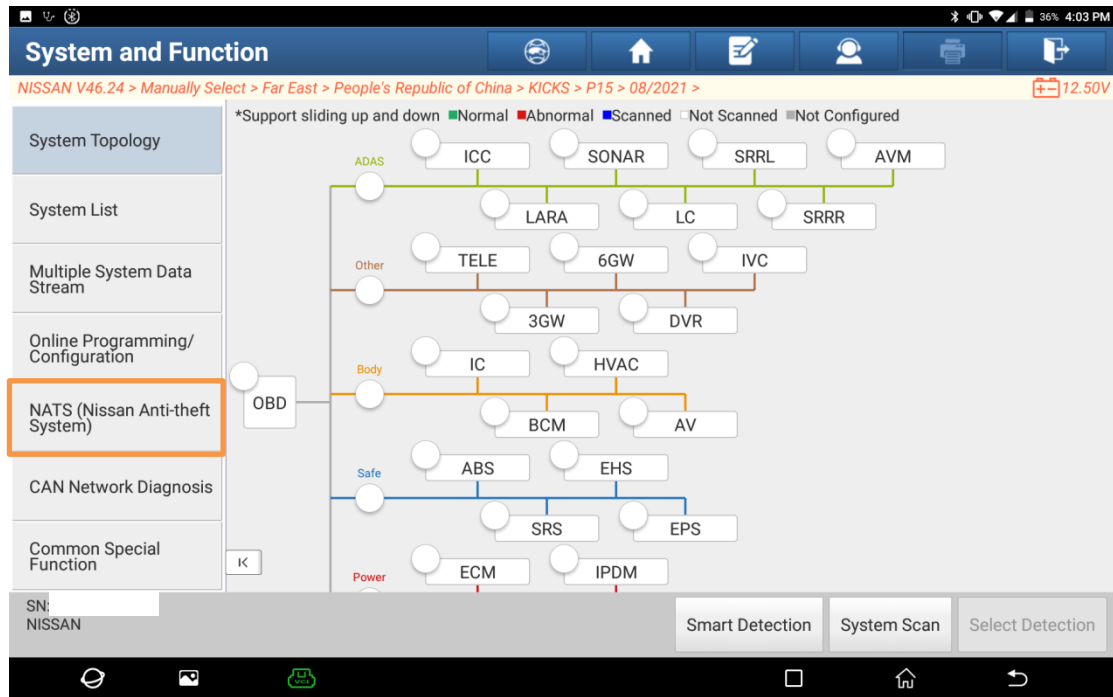 36% 4:03 PM
System and Function
NISSAN V46.24 > Manually Select > Far East > People's Republic of China > KICKS > P15 > 08/2021 >
12.50V
*Support sliding up and down Normal Abnormal Scanned Not Scanned Not Configured
System Topology
System List
Multiple System Data
Stream
Online Programming/
Configuration
NATS (Nissan Anti-theft
System)
CAN Network Diagnosis
Common Special
Function
OBD
ADAS
ICC SONAR SRRL AVM
LARA LC SRRR
Other
TELE 6GW IVC
3GW DVR
Body
IC HVAC
BCM AV
Safe
ABS EHS
SRS EPS
Power
ECM IPDM
SN:
NISSAN
Smart Detection System Scan Select Detection
VCI